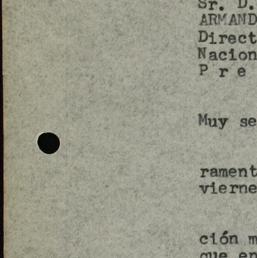 Sr. D.
ARMAND
Direct
Nacion
P r e
Muy se
rament
vierne
ción m
que en